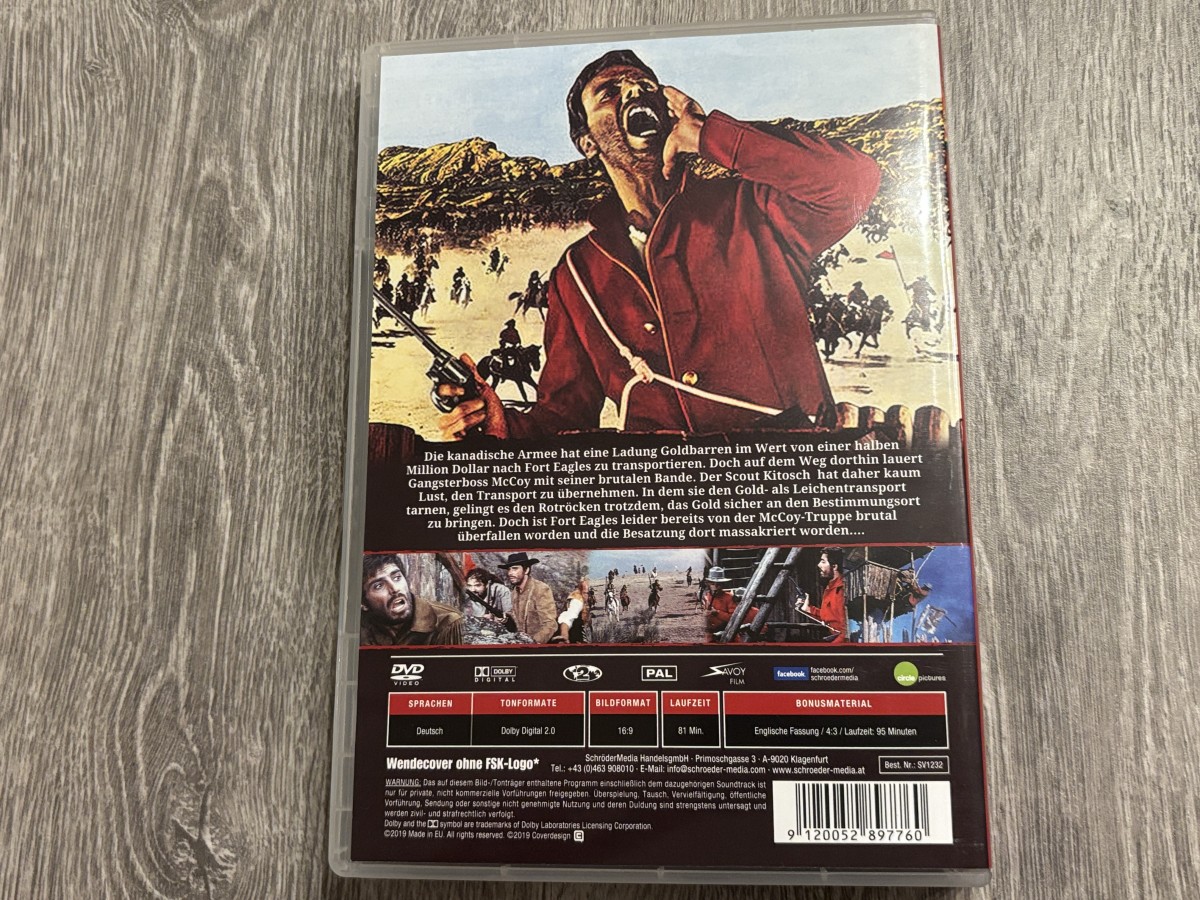 Die kanadische Armee hat eine Ladung Goldbarren im Wert von einer halben
Million Dollar nach Fort Eagles zu transportieren. Doch auf dem Weg dorthin lauert
Gangsterboss McCoy mit seiner brutalen Bande. Der Scout Kitosch hat daher kaum
Lust, den Transport zu übernehmen. In dem sie den Gold- als Leichentransport
tarnen, gelingt es den Rotröcken trotzdem, das Gold sicher an den Bestimmungsort
zu bringen. Doch ist Fort Eagles leider bereits von der McCoy-Truppe brutal
überfallen worden und die Besatzung dort massakriert worden....
DVD VIDEO
DOLBY DIGITAL
2
PAL
SAVOY FILM
facebook
facebook.com/
schroedermedia
circle pictures
SPRACHEN
Deutsch
TONFORMATE
Dolby Digital 2.0
BILDFORMAT
16:9
LAUFZEIT
81 Min.
BONUSMATERIAL
Englische Fassung / 4:3 / Laufzeit: 95 Minuten
Wendecover ohne FSK-Logo*
SchröderMedia HandelsgmbH · Primoschgasse 3 · A-9020 Klagenfurt
Tel.: +43 (0)463 908010 · E-Mail: info@schroeder-media.com · www.schroeder-media.at
Best. Nr.: SV1232
WARNUNG: Das auf diesem Bild-/Tonträger enthaltene Programm einschließlich dem dazugehörigen Soundtrack ist
nur für private, nicht kommerzielle Vorführungen freigegeben. Überspielung, Tausch, Vervielfältigung, öffentliche
Vorführung, Sendung oder sonstige nicht genehmigte Nutzung und deren Duldung sind strengstens untersagt und
werden zivil- und strafrechtlich verfolgt.
Dolby and the symbol are trademarks of Dolby Laboratories Licensing Corporation.
©2019 Made in EU. All rights reserved. ©2019 Coverdesign
9 120052 897760